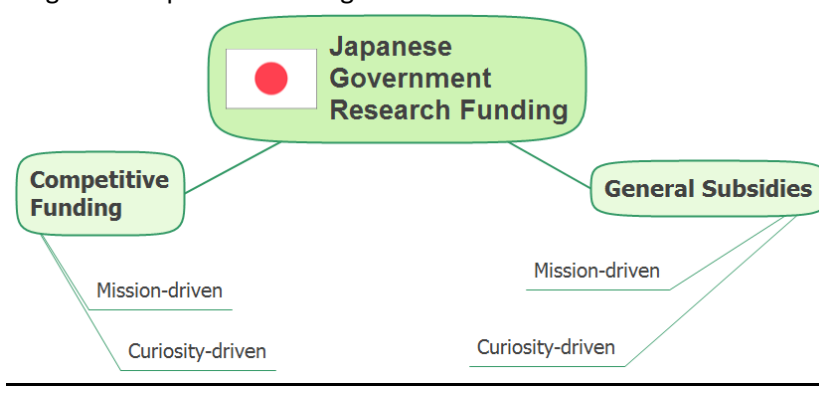 Japanese
Government
Research Funding
Competitive
Funding
General Subsidies
Mission-driven
Curiosity-driven
Mission-driven
Curiosity-driven